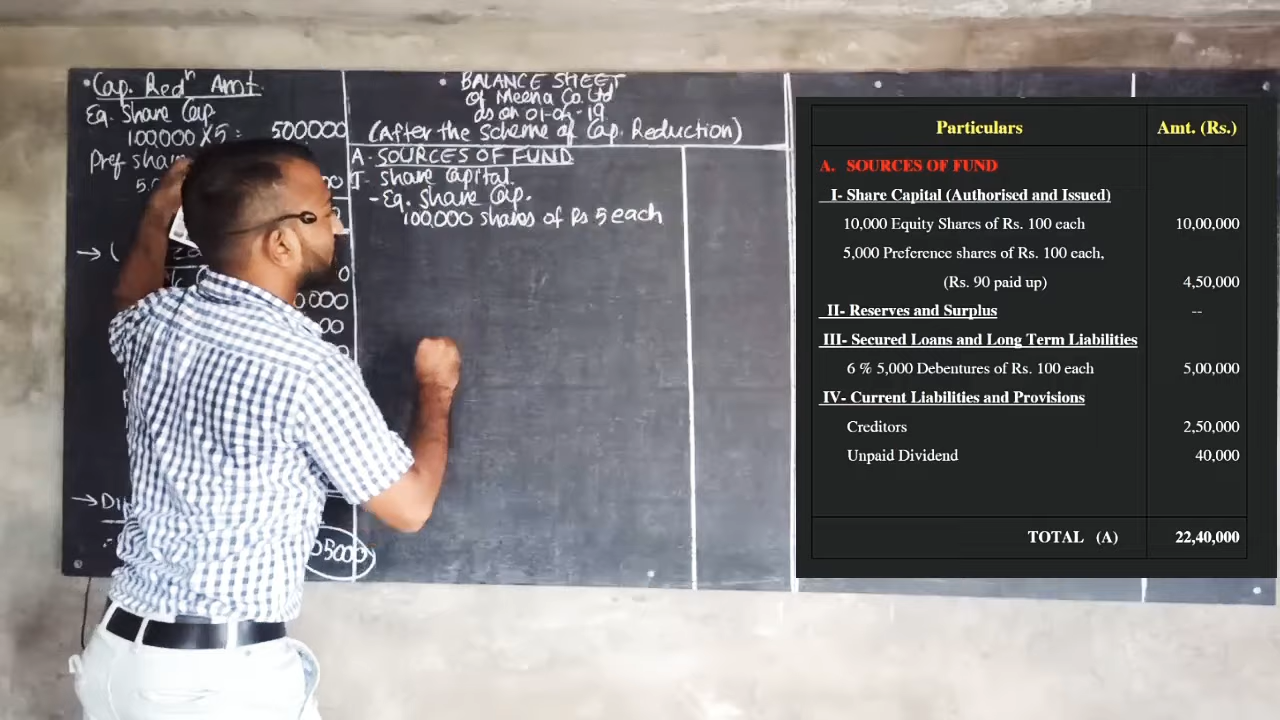 • Cap. Redⁿ Amt.
Eq. Share Cap
100,000 X 5 = 500000
Pref Share
• BALANCE SHEET
of Meena Co. Ltd
as on 01-04-19
(After the Scheme of Cap. Reduction)
A - SOURCES OF FUND
I- Share Capital.
- Eq. Share Cap.
100,000 Shares of Rs 5 each
5000
Particulars Amt. (Rs.)
A. SOURCES OF FUND
I- Share Capital (Authorised and Issued)
10,000 Equity Shares of Rs. 100 each 10,00,000
5,000 Preference shares of Rs. 100 each,
(Rs. 90 paid up) 4,50,000
II- Reserves and Surplus --
III- Secured Loans and Long Term Liabilities
6 % 5,000 Debentures of Rs. 100 each 5,00,000
IV- Current Liabilities and Provisions
Creditors 2,50,000
Unpaid Dividend 40,000
TOTAL (A) 22,40,000